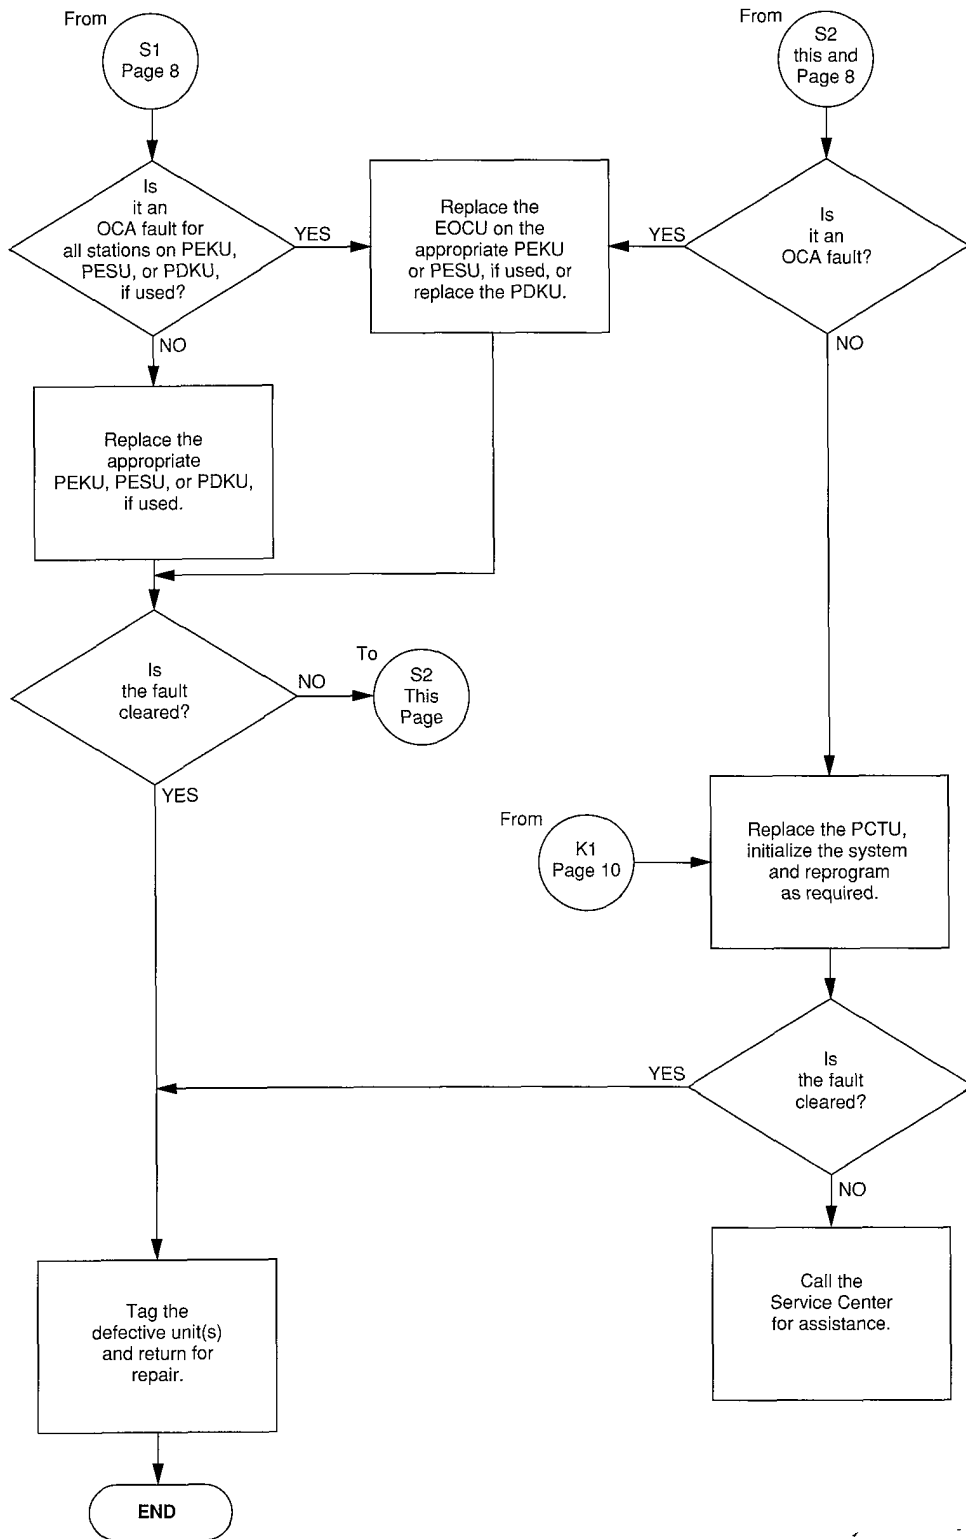 From
S1
Page 8
From
S2
this and
Page 8
Is
it an
OCA fault for
all stations on PEKU,
PESU, or PDKU,
if used?
YES
Replace the
EOCU on the
appropriate PEKU
or PESU, if used, or
replace the PDKU.
YES
Is
it an
OCA fault?
NO
NO
Replace the
appropriate
PEKU, PESU, or PDKU,
if used.
Is
the fault
cleared?
NO
To
S2
This
Page
YES
From
K1
Page 10
Replace the PCTU,
initialize the system
and reprogram
as required.
YES
Is
the fault
cleared?
NO
Call the
Service Center
for assistance.
Tag the
defective unit(s)
and return for
repair.
END